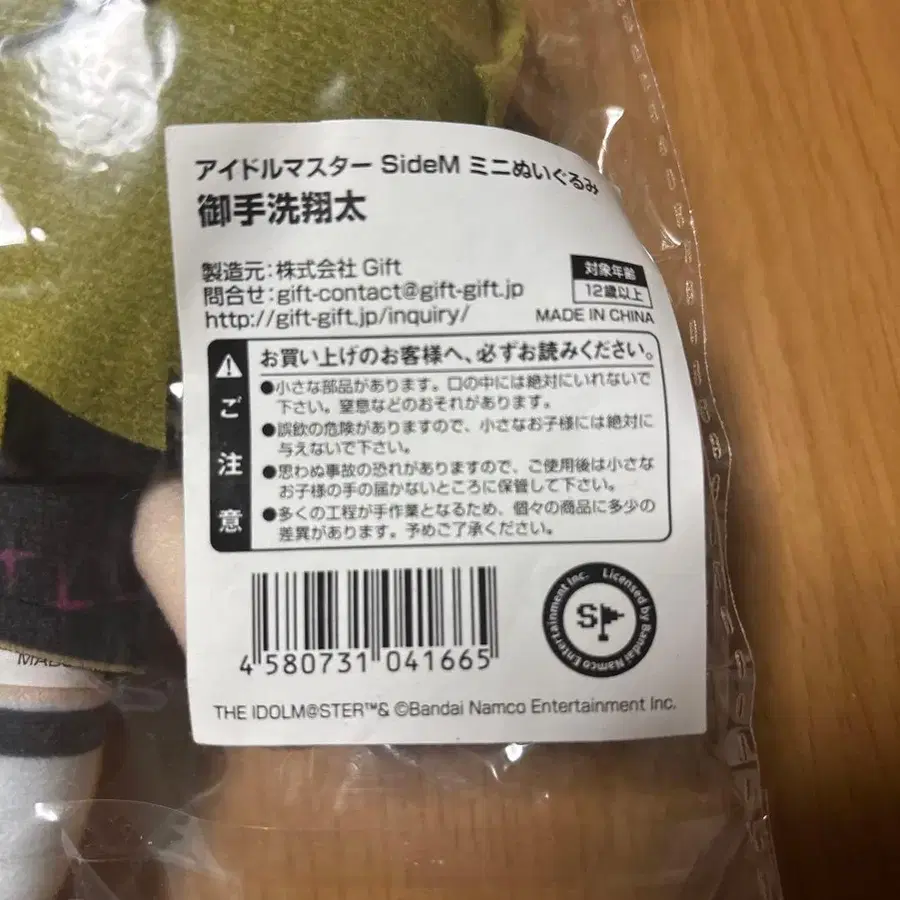 アイドルマスター SideM ミニぬいぐるみ
御手洗翔太
製造元:株式会社 Gift
問合せ:gift-contact@gift-gift.jp
http://gift-gift.jp/inquiry/
対象年齢
12歳以上
MADE IN CHINA
ご注意
お買い上げのお客様へ、必ずお読みください。
●小さな部品があります。口の中には絶対にいれないで
下さい。窒息などのおそれがあります。
●誤飲の危険がありますので、小さなお子様には絶対に
与えないで下さい。
●思わぬ事故の恐れがありますので、ご使用後は小さな
お子様の手の届かないところに保管して下さい。
●多くの工程が手作業となるため、個々の商品に多少の
差異があります。予めご了承ください。
4 580731 041665
Licensed by Bandai Namco Entertainment Inc.
S
THE IDOLM@STER™& ©Bandai Namco Entertainment Inc.